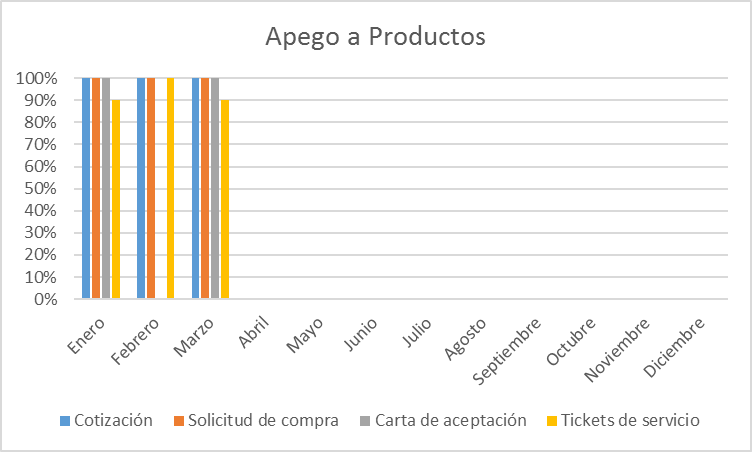 Apego a Productos
100%
90%
80%
70%
60%
50%
40%
30%
20%
10%
0%
Enero
Febrero
Marzo
Abril
Mayo
Junio
Julio
Agosto
Septiembre
Octubre
Noviembre
Diciembre
Cotización Solicitud de compra Carta de aceptación Tickets de servicio